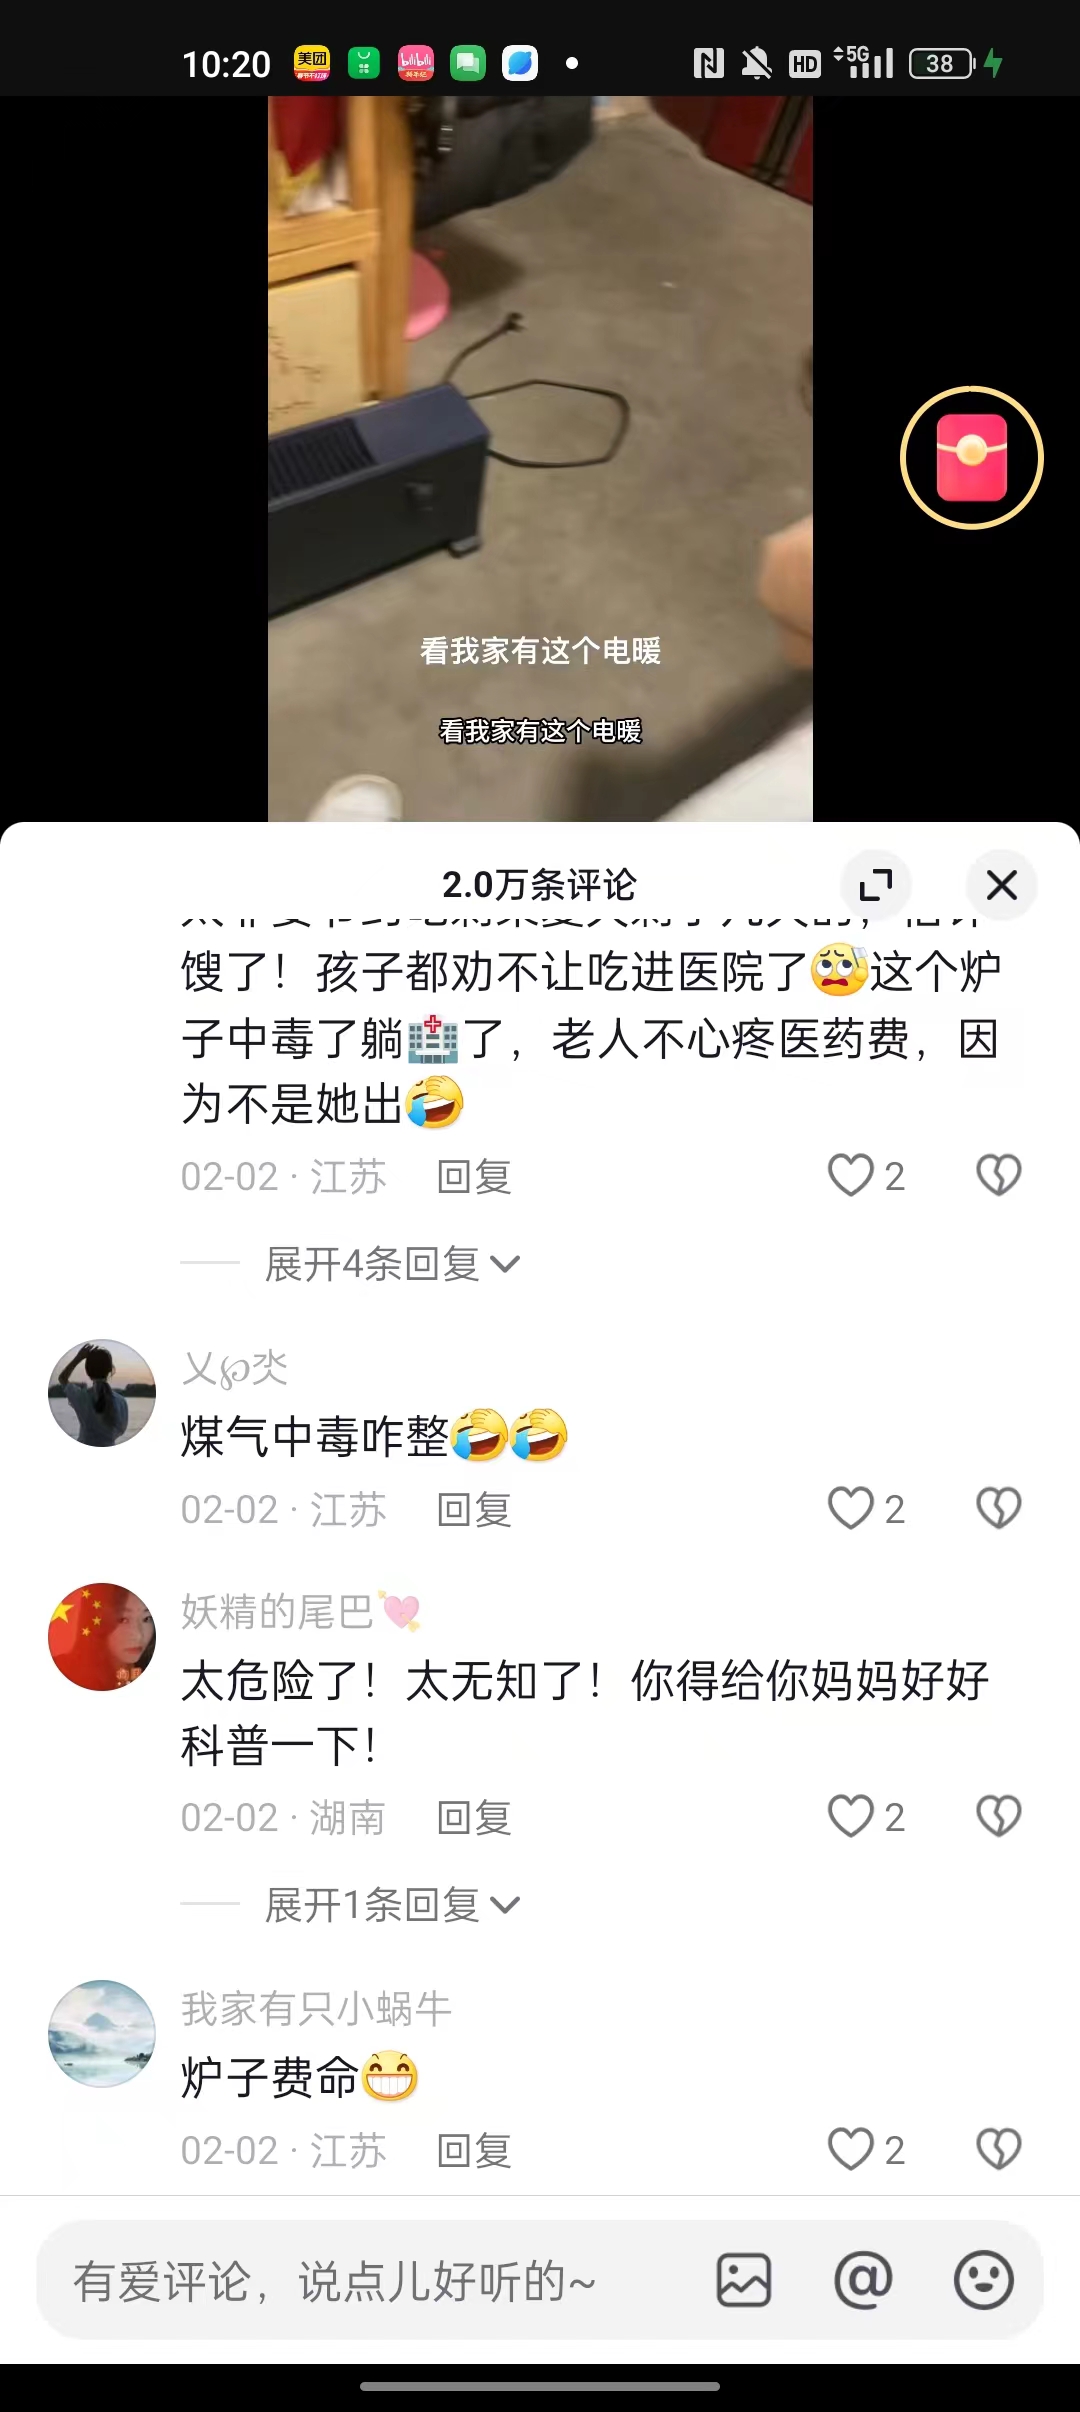 10:20
美团
bilibili
HD
5G
38
看我家有这个电暖
看我家有这个电暖
2.0万条评论
馊了！孩子都劝不让吃进医院了😰这个炉
子中毒了躺🏥了，老人不心疼医药费，因
为不是她出🤣
02-02 · 江苏 回复 2
展开4条回复
乂℘烾
煤气中毒咋整🤣🤣
02-02 · 江苏 回复 2
妖精的尾巴💘
太危险了！太无知了！你得给你妈妈好好
科普一下！
02-02 · 湖南 回复 2
展开1条回复
我家有只小蜗牛
炉子费命😁
02-02 · 江苏 回复 2
有爱评论，说点儿好听的~